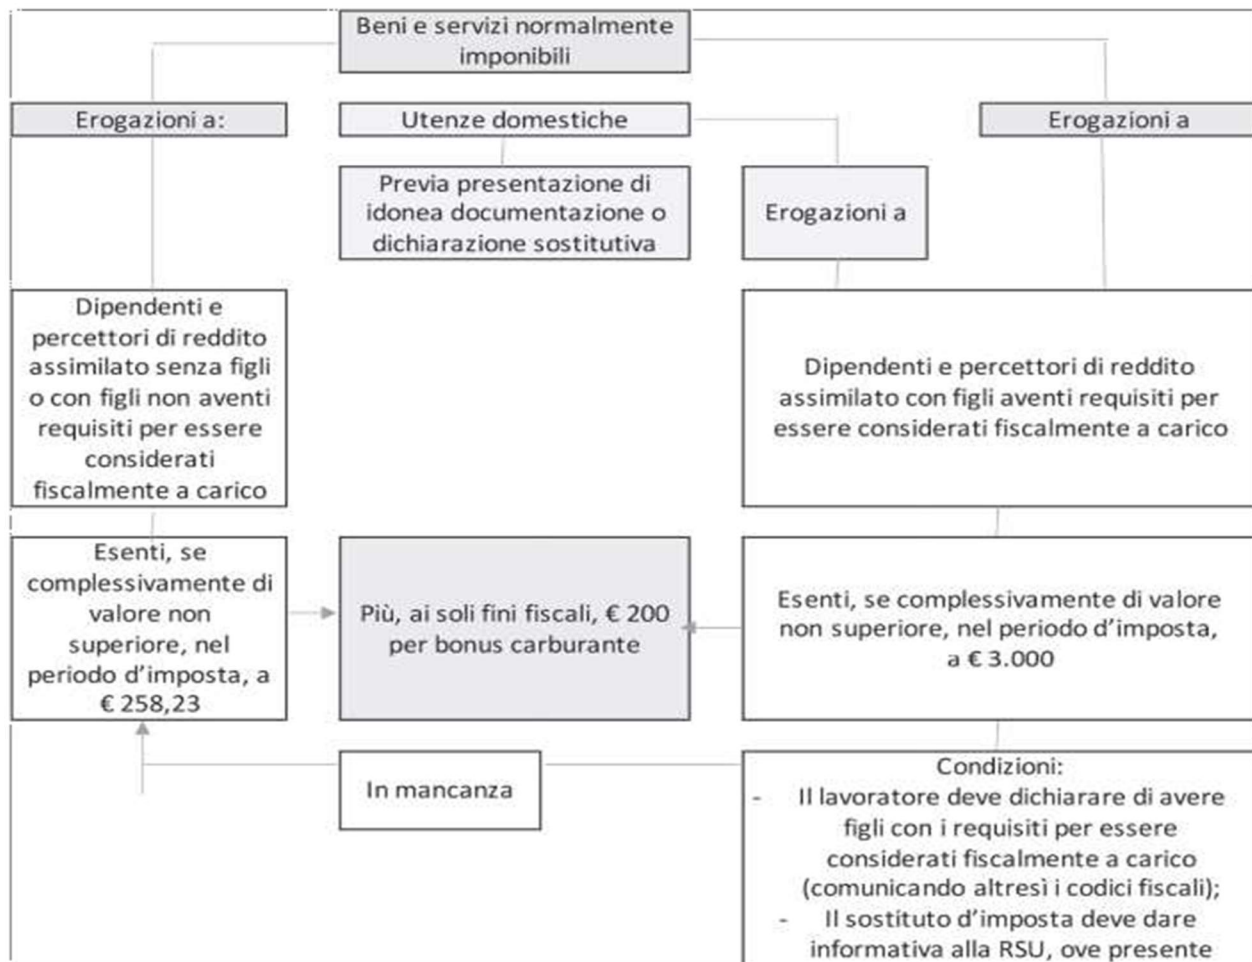 Beni e servizi normalmente
imponibili
Erogazioni a:
Utenze domestiche
Erogazioni a
Previa presentazione di
idonea documentazione o
dichiarazione sostitutiva
Erogazioni a
Dipendenti e
percettori di reddito
assimilato senza figli
o con figli non aventi
requisiti per essere
considerati
fiscalmente a carico
Dipendenti e percettori di reddito
assimilato con figli aventi requisiti per
essere considerati fiscalmente a carico
Esenti, se
complessivamente di
valore non
superiore, nel
periodo d’imposta, a
€ 258,23
Più, ai soli fini fiscali, € 200
per bonus carburante
Esenti, se complessivamente di valore
non superiore, nel periodo d’imposta,
a € 3.000
In mancanza
Condizioni:
- Il lavoratore deve dichiarare di avere
figli con i requisiti per essere
considerati fiscalmente a carico
(comunicando altresì i codici fiscali);
- Il sostituto d’imposta deve dare
informativa alla RSU, ove presente